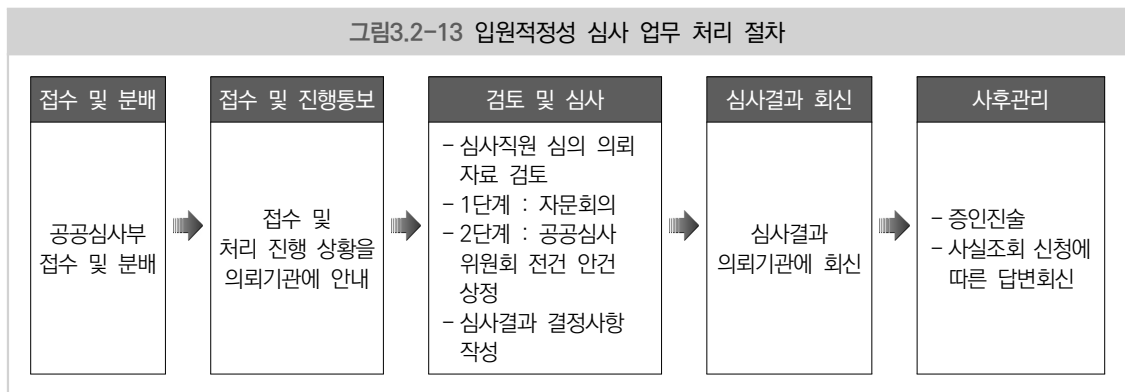 그림3.2-13 입원적정성 심사 업무 처리 절차
접수 및 분배
공공심사부
접수 및 분배
접수 및 진행통보
접수 및
처리 진행 상황을
의뢰기관에 안내
검토 및 심사
- 심사직원 심의 의뢰
자료 검토
- 1단계 : 자문회의
- 2단계 : 공공심사
위원회 전건 안건
상정
- 심사결과 결정사항
작성
심사결과 회신
심사결과
의뢰기관에 회신
사후관리
- 증인진술
- 사실조회 신청에
따른 답변회신